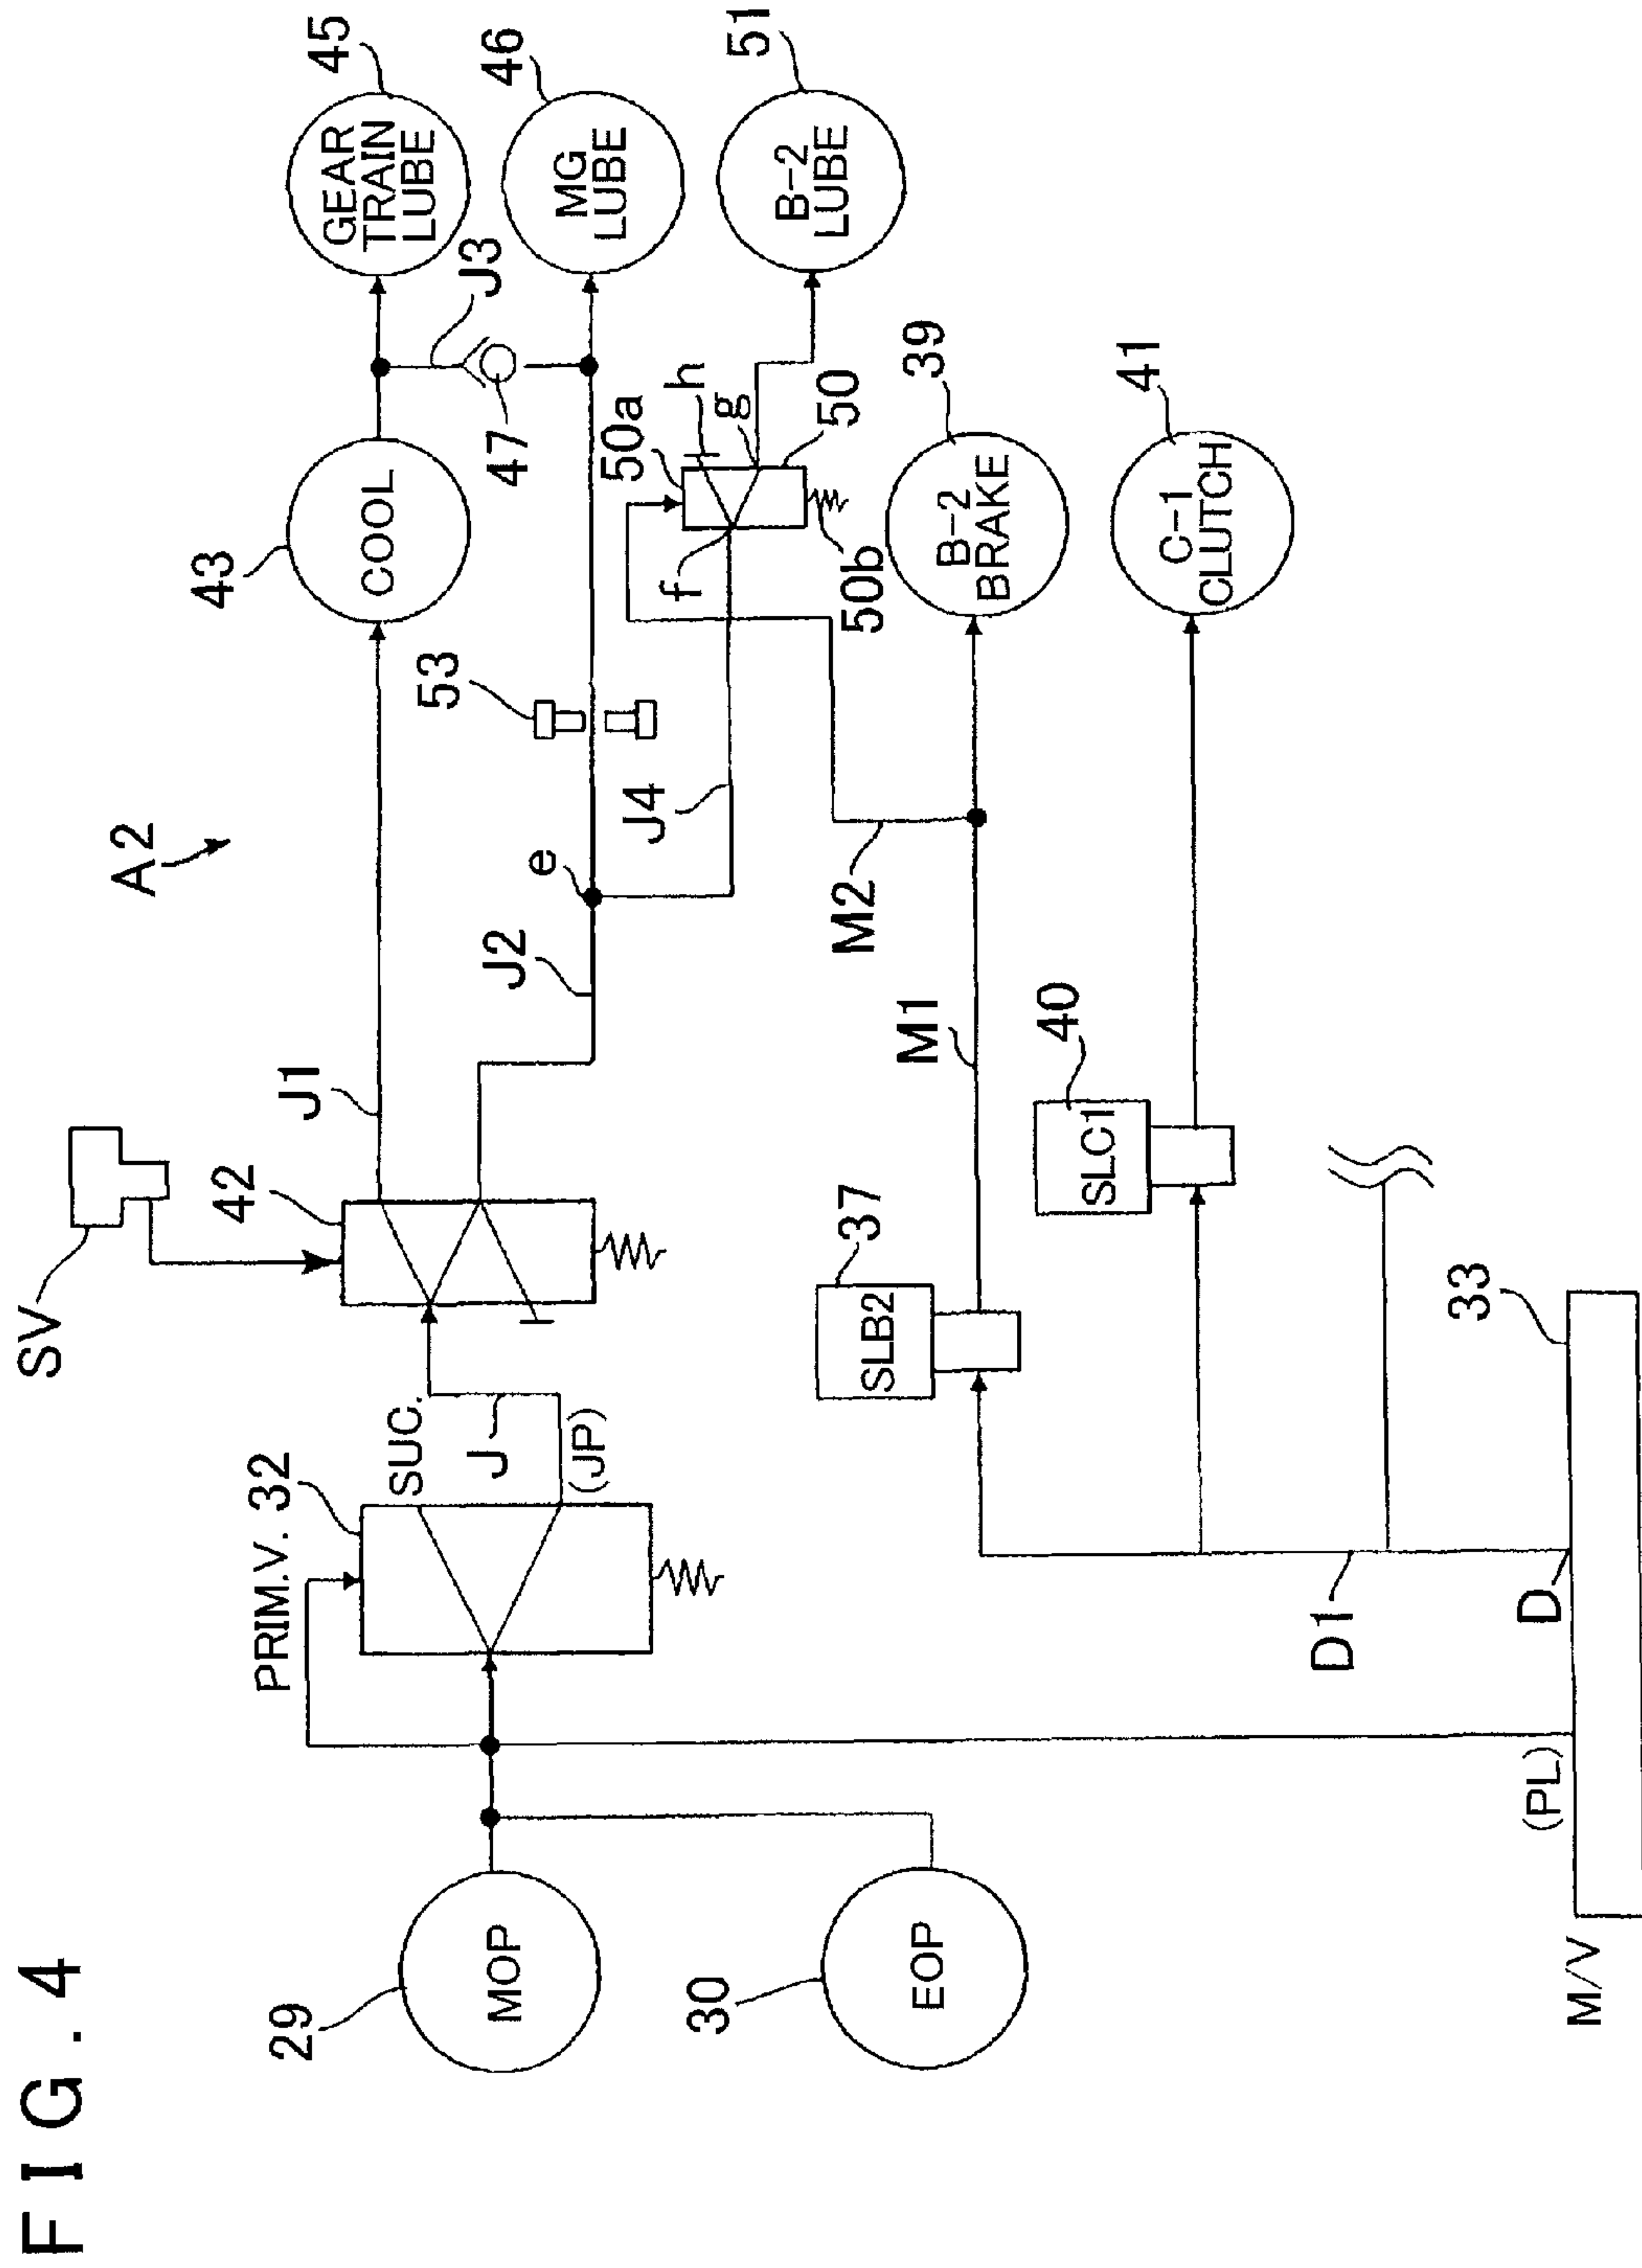 FIG. 4
A2
SV
42
J1
43
COOL
45
GEAR
TRAIN
LUBE
J3
47
46
MG
LUBE
53
e
J2
J4
50a
h
g
f
50
50b
51
B-2
LUBE
PRIM.V.
32
SUC.
J
(JP)
29
MOP
30
EOP
37
SLB2
M1
M2
39
B-2
BRAKE
40
SLC1
41
C-1
CLUTCH
D1
D
33
(PL)
M/V